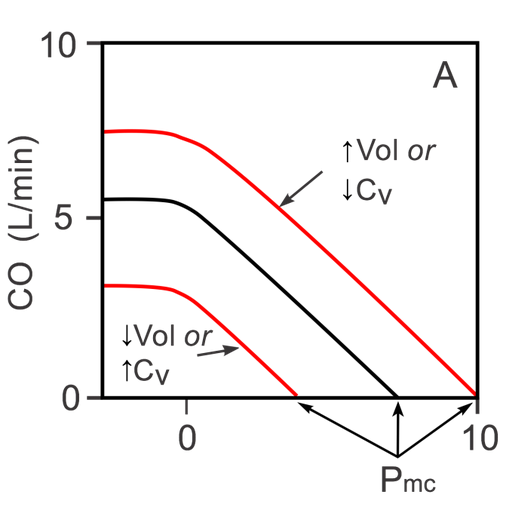 10
A
↑Vol or
↓Cv
CO (L/min)
5
↓Vol or
↑Cv
0
0
10
Pmc